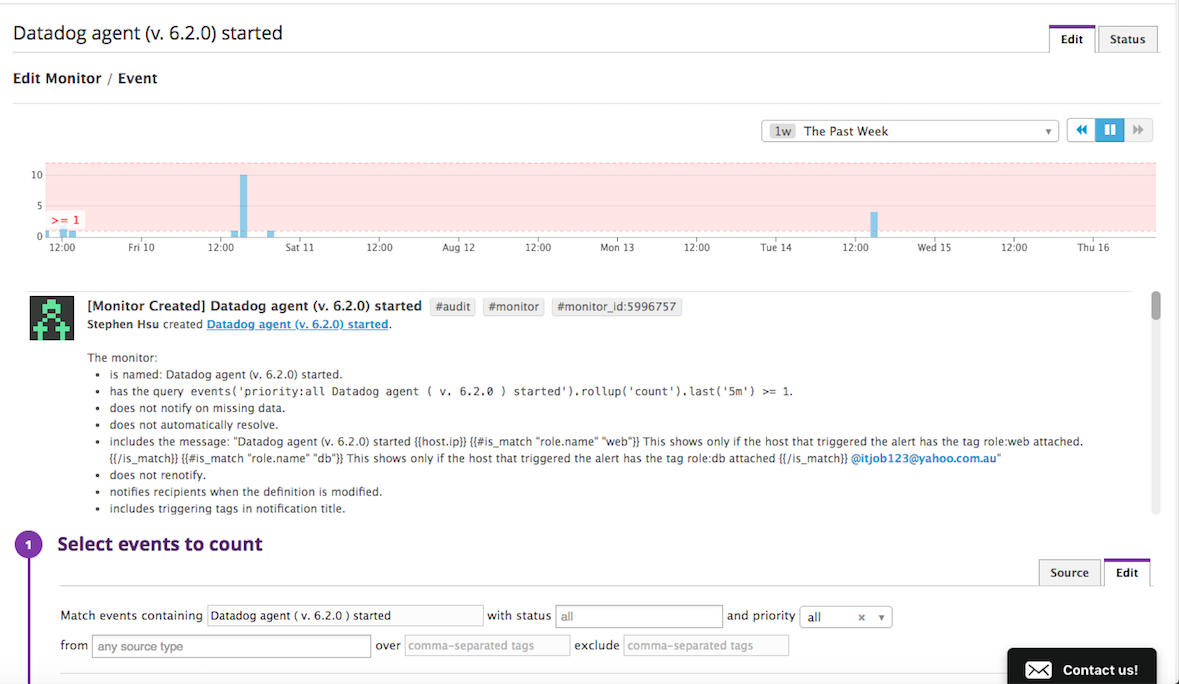 Datadog agent (v. 6.2.0) started
Edit Status
Edit Monitor / Event
1w The Past Week
10
5
>= 1
0
12:00 Fri 10 12:00 Sat 11 12:00 Aug 12 12:00 Mon 13 12:00 Tue 14 12:00 Wed 15 12:00 Thu 16
[Monitor Created] Datadog agent (v. 6.2.0) started #audit #monitor #monitor_id:5996757
Stephen Hsu created Datadog agent (v. 6.2.0) started.
The monitor:
• is named: Datadog agent (v. 6.2.0) started.
• has the query events('priority:all Datadog agent ( v. 6.2.0 ) started').rollup('count').last('5m') >= 1.
• does not notify on missing data.
• does not automatically resolve.
• includes the message: "Datadog agent (v. 6.2.0) started {{host.ip}} {{#is_match "role.name" "web"}} This shows only if the host that triggered the alert has the tag role:web attached.
{{/is_match}} {{#is_match "role.name" "db"}} This shows only if the host that triggered the alert has the tag role:db attached {{/is_match}} @itjob123@yahoo.com.au"
• does not renotify.
• notifies recipients when the definition is modified.
• includes triggering tags in notification title.
1 Select events to count
Source Edit
Match events containing Datadog agent ( v. 6.2.0 ) started with status all and priority all x
from any source type over comma-separated tags exclude comma-separated tags
Contact us!